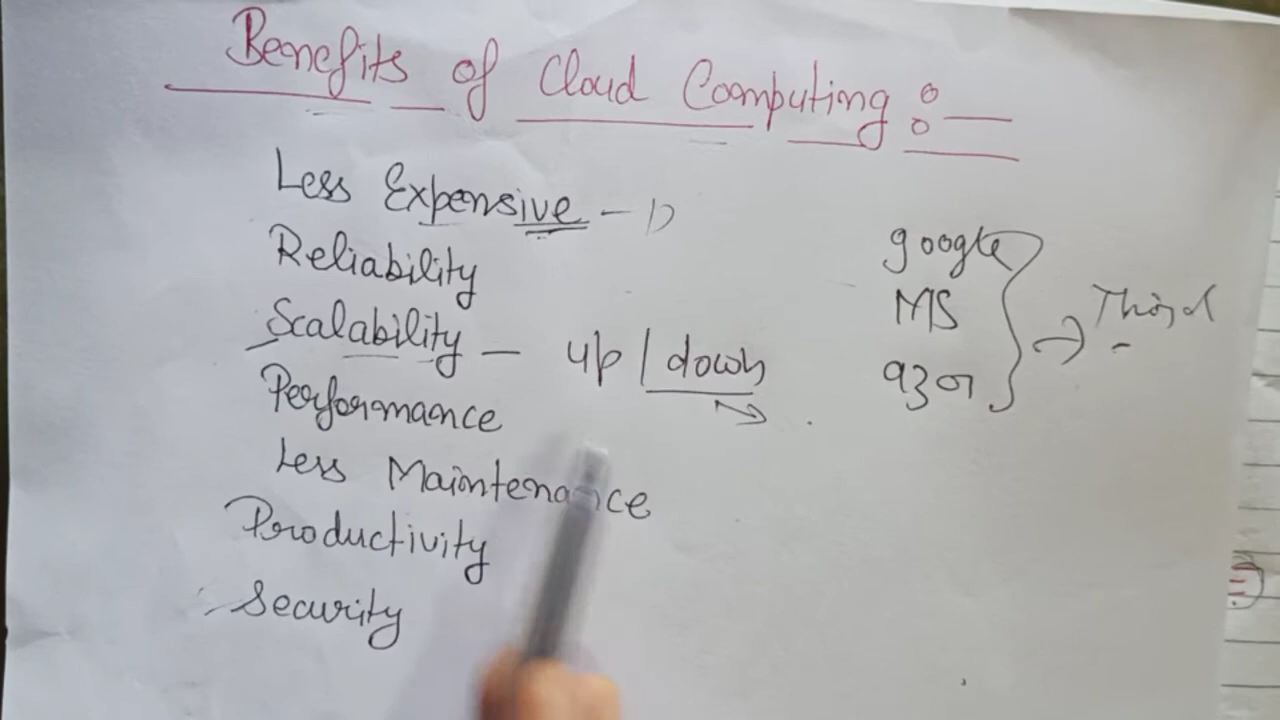 Benefits of Cloud Computing :-
Less Expensive -
Reliability
Scalability - up / down
Performance
Less Maintenance
Productivity
Security
google
MS
Third